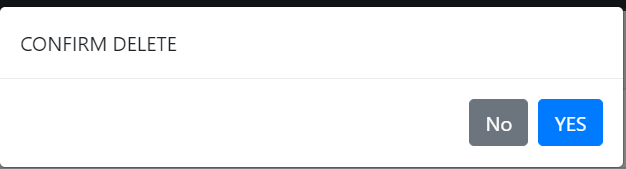 CONFIRM DELETE
No YES